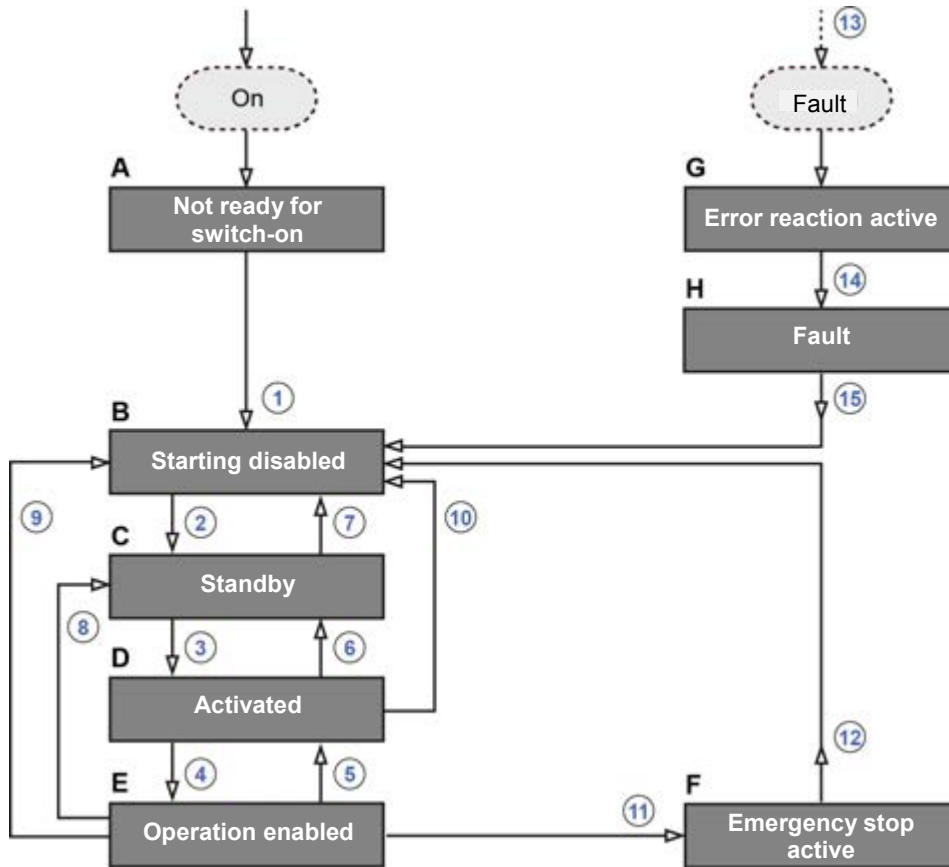 13
On
Fault
A
Not ready for
switch-on
G
Error reaction active
14
H
Fault
1
15
B
Starting disabled
9
2
7
10
C
Standby
8
3
6
D
Activated
12
4
5
E
Operation enabled
11
F
Emergency stop
active